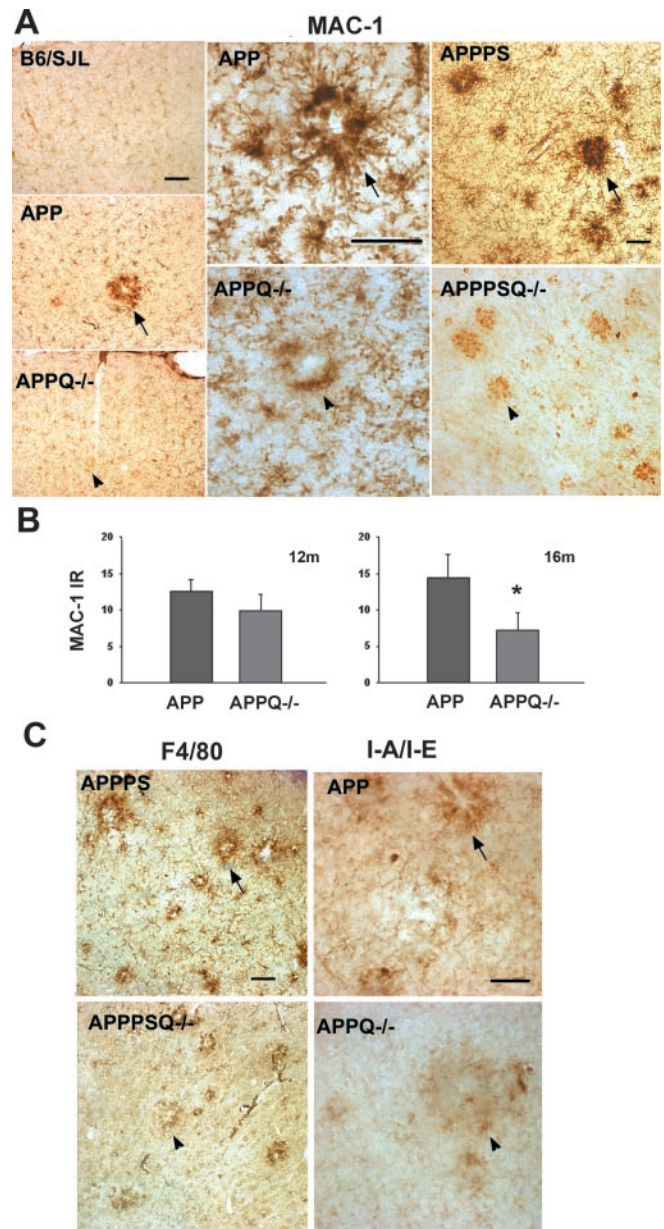 A
MAC-1
B6/SJL
APP
APPPS
APP
APPQ-/-
APPPSQ-/-
APPQ-/-
B
20
15
10
5
0
12m
MAC-1 IR
APP APPQ-/-
20
15
10
5
0
16m
*
APP APPQ-/-
C
F4/80 I-A/I-E
APPPS
APP
APPPSQ-/-
APPQ-/-